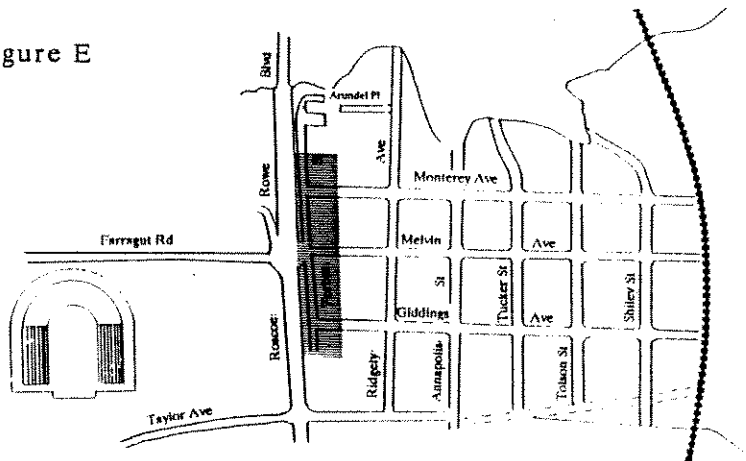 gure E
Blvd
Arundel Pl
Ave
Rowe
Monterey Ave
Farragut Rd
Melvin Ave
St
Tucker St
Shiley St
Giddings Ave
Roscoe
Ridgely
Annapolis
Tolson St
Taylor Ave